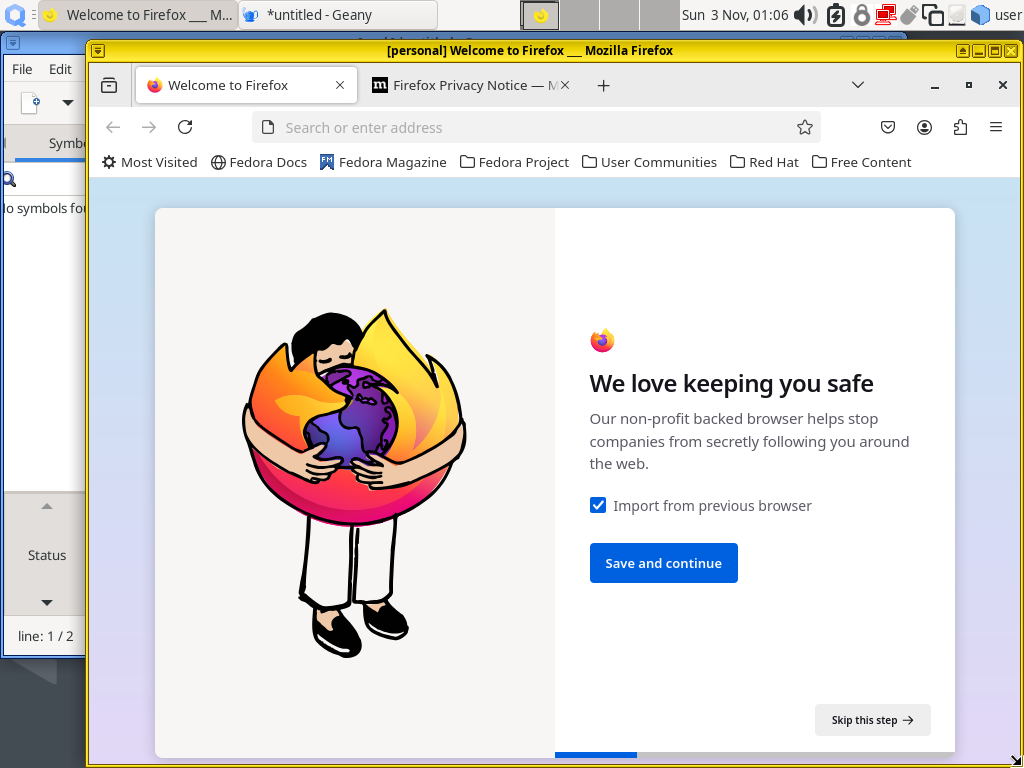 Welcome to Firefox ___ M...
*untitled - Geany
Sun 3 Nov, 01:06
user
[personal] Welcome to Firefox ___ Mozilla Firefox
File Edit
Welcome to Firefox
Firefox Privacy Notice — M
Search or enter address
Most Visited
Fedora Docs
Fedora Magazine
Fedora Project
User Communities
Red Hat
Free Content
Symbo
No symbols fou
We love keeping you safe
Our non-profit backed browser helps stop
companies from secretly following you around
the web.
Import from previous browser
Save and continue
Status
line: 1 / 2
Skip this step